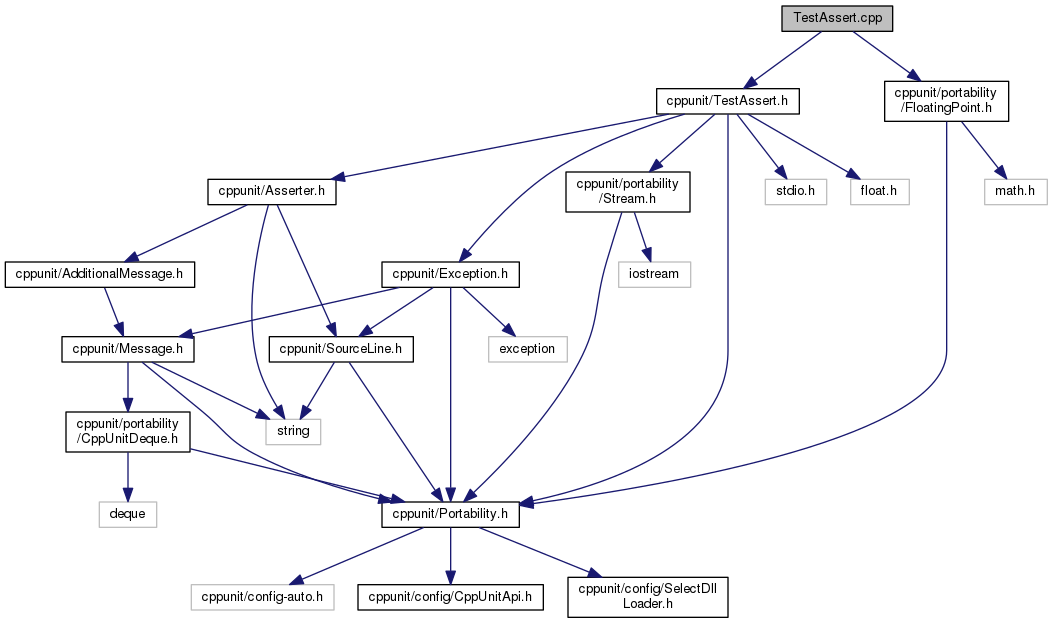 TestAssert.cpp
cppunit/TestAssert.h
cppunit/portability
/FloatingPoint.h
cppunit/Asserter.h
cppunit/portability
/Stream.h
stdio.h
float.h
math.h
cppunit/AdditionalMessage.h
cppunit/Exception.h
iostream
cppunit/Message.h
cppunit/SourceLine.h
exception
cppunit/portability
/CppUnitDeque.h
string
deque
cppunit/Portability.h
cppunit/config-auto.h
cppunit/config/CppUnitApi.h
cppunit/config/SelectDll
Loader.h